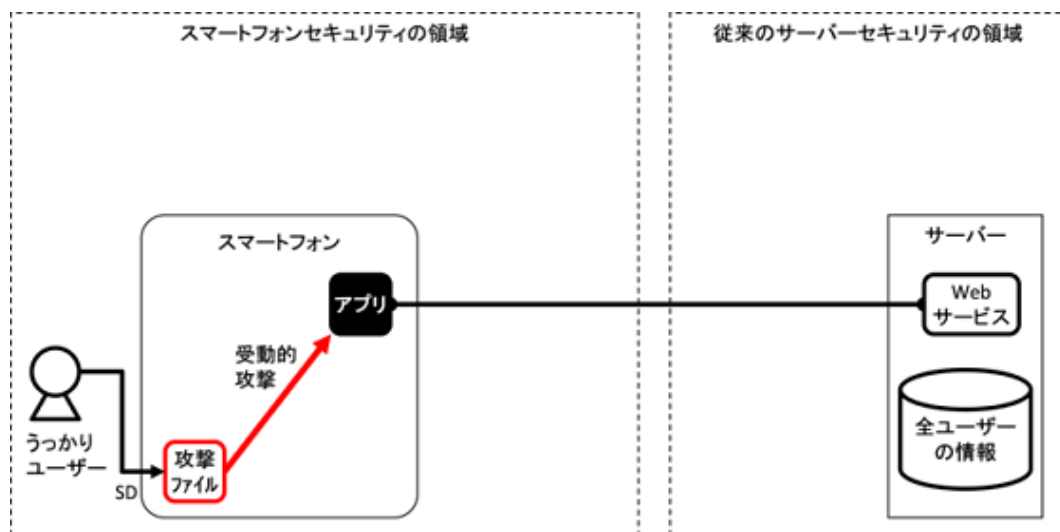 スマートフォンセキュリティの領域
従来のサーバーセキュリティの領域
スマートフォン
サーバー
アプリ
Web
サービス
受動的
攻撃
うっかり
ユーザー
SD
攻撃
ファイル
全ユーザー
の情報